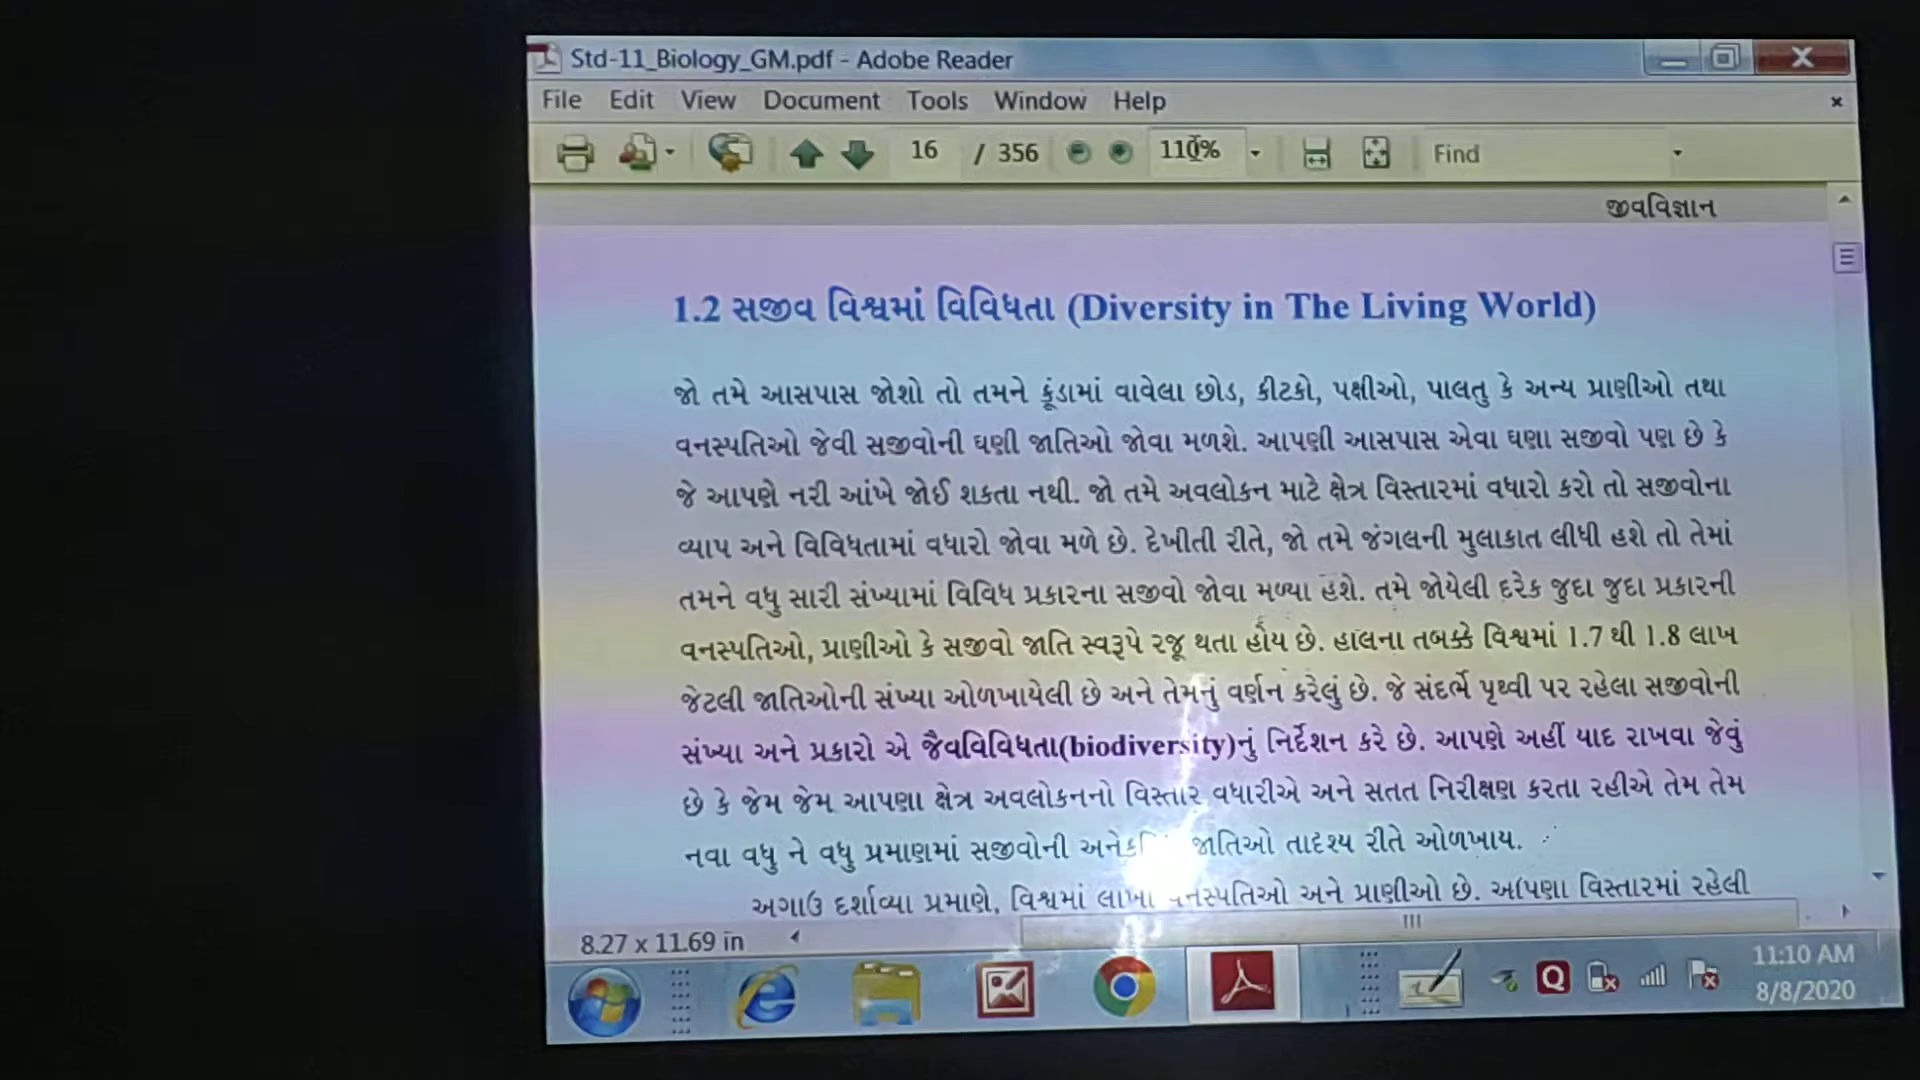 Std-11_Biology_GM.pdf - Adobe Reader
File Edit View Document Tools Window Help
16 / 356 110% Find
જીવવિજ્ઞાન
1.2 સજીવ વિશ્વમાં વિવિધતા (Diversity in The Living World)
જો તમે આસપાસ જોશો તો તમને કૂંડામાં વાવેલા છોડ, કીટકો, પક્ષીઓ, પાલતુ કે અન્ય પ્રાણીઓ તથા
વનસ્પતિઓ જેવી સજીવોની ઘણી જાતિઓ જોવા મળશે. આપણી આસપાસ એવા ઘણા સજીવો પણ છે કે
જે આપણે નરી આંખે જોઈ શકતા નથી. જો તમે અવલોકન માટે ક્ષેત્ર વિસ્તારમાં વધારો કરો તો સજીવોના
વ્યાપ અને વિવિધતામાં વધારો જોવા મળે છે. દેખીતી રીતે, જો તમે જંગલની મુલાકાત લીધી હશે તો તેમાં
તમને વધુ સારી સંખ્યામાં વિવિધ પ્રકારના સજીવો જોવા મળ્યા હશે. તમે જોયેલી દરેક જુદા જુદા પ્રકારની
વનસ્પતિઓ, પ્રાણીઓ કે સજીવો જાતિ સ્વરૂપે રજૂ થતા હોય છે. હાલના તબક્કે વિશ્વમાં 1.7 થી 1.8 લાખ
જેટલી જાતિઓની સંખ્યા ઓળખાયેલી છે અને તેમનું વર્ણન કરેલું છે. જે સંદર્ભે પૃથ્વી પર રહેલા સજીવોની
સંખ્યા અને પ્રકારો એ જૈવવિવિધતા(biodiversity)નું નિર્દેશન કરે છે. આપણે અહીં યાદ રાખવા જેવું
છે કે જેમ જેમ આપણા ક્ષેત્ર અવલોકનનો વિસ્તાર વધારીએ અને સતત નિરીક્ષણ કરતા રહીએ તેમ તેમ
નવા વધુ ને વધુ પ્રમાણમાં સજીવોની જાતિઓ તાદૃશ્ય રીતે ઓળખાય.
અગાઉ દર્શાવ્યા પ્રમાણે, વિશ્વમાં લાખો વનસ્પતિઓ અને પ્રાણીઓ છે. આપણા વિસ્તારમાં રહેલી
8.27 x 11.69 in
11:10 AM
8/8/2020